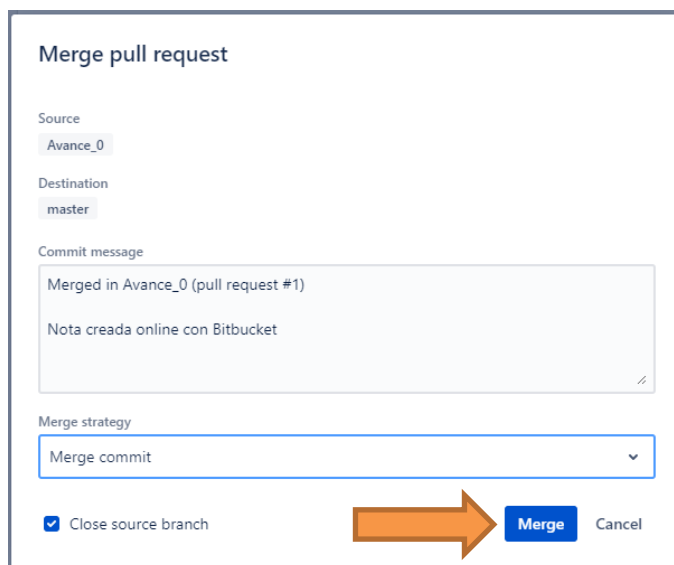 Merge pull request
Source
Avance_0
Destination
master
Commit message
Merged in Avance_0 (pull request #1)
Nota creada online con Bitbucket
Merge strategy
Merge commit
Close source branch
Merge
Cancel